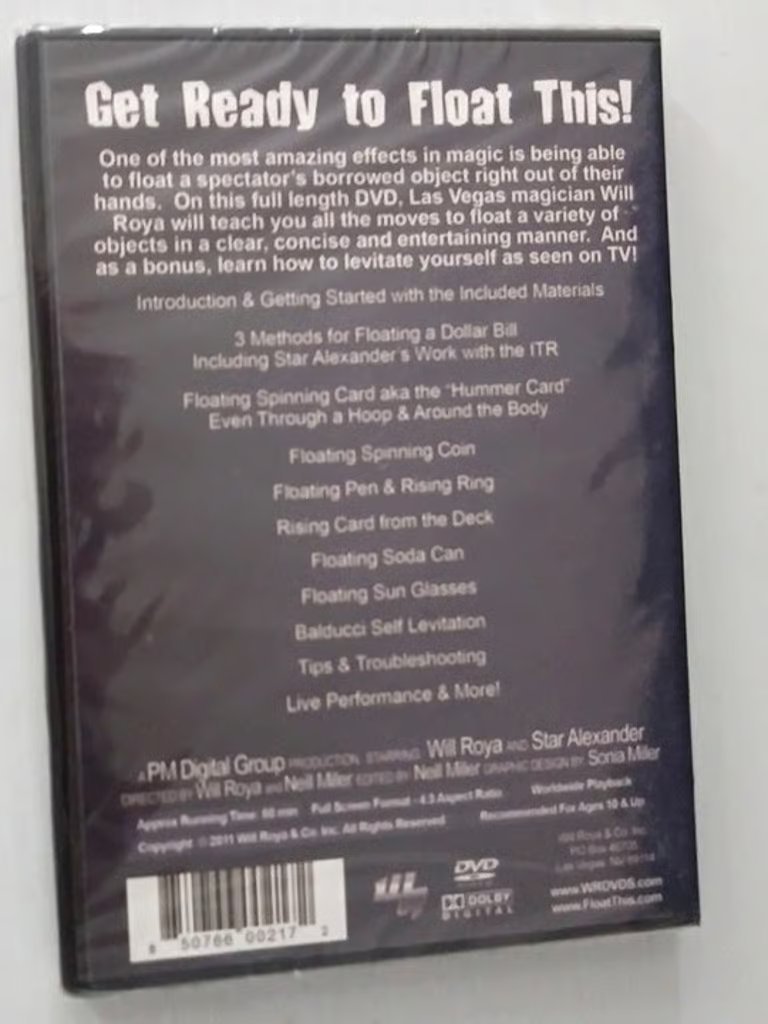 Get Ready to Float This!
One of the most amazing effects in magic is being able
to float a spectator's borrowed object right out of their
hands. On this full length DVD, Las Vegas magician Will
Roya will teach you all the moves to float a variety of
objects in a clear, concise and entertaining manner. And
as a bonus, learn how to levitate yourself as seen on TV!
Introduction & Getting Started with the Included Materials
3 Methods for Floating a Dollar Bill
Including Star Alexander's Work with the ITR
Floating Spinning Card aka the "Hummer Card"
Even Through a Hoop & Around the Body
Floating Spinning Coin
Floating Pen & Rising Ring
Rising Card from the Deck
Floating Soda Can
Floating Sun Glasses
Balducci Self Levitation
Tips & Troubleshooting
Live Performance & More!
A PM Digital Group PRODUCTION STARRING Will Roya AND Star Alexander
DIRECTED BY Will Roya AND Neil Miller EDITED BY Neil Miller GRAPHIC DESIGN BY Sonia Miller
Approx Running Time 60 min Full Screen Format - 4:3 Aspect Ratio Worldwide Playback
Copyright © 2011 Will Roya & Co. Inc. All Rights Reserved Recommended For Ages 10 & Up
Will Roya & Co. Inc.
PO Box
Las Vegas, NV
www.WRDVDS.com
www.FloatThis.com
DVD
DOLBY
DIGITAL
50766 00217 2